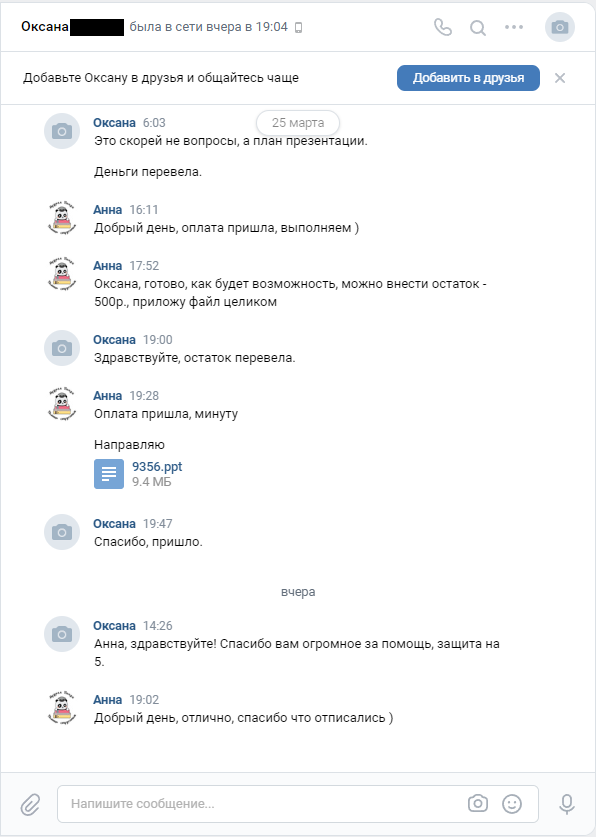 Оксана была в сети вчера в 19:04
Добавьте Оксану в друзья и общайтесь чаще
Добавить в друзья
25 марта
Оксана 6:03
Это скорей не вопросы, а план презентации.
Деньги перевела.
Анна 16:11
Добрый день, оплата пришла, выполняем )
Анна 17:52
Оксана, готово, как будет возможность, можно внести остаток -
500р., приложу файл целиком
Оксана 19:00
Здравствуйте, остаток перевела.
Анна 19:28
Оплата пришла, минуту
Направляю
9356.ppt
9.4 МБ
Оксана 19:47
Спасибо, пришло.
вчера
Оксана 14:26
Анна, здравствуйте! Спасибо вам огромное за помощь, защита на
5.
Анна 19:02
Добрый день, отлично, спасибо что отписались )
Напишите сообщение...